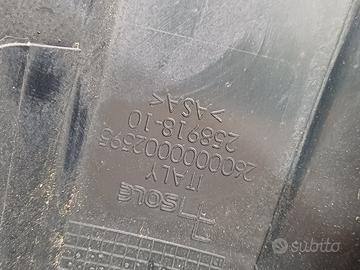 SOLE
ITALY
2600000002595
258918-10
>ASA<
subito